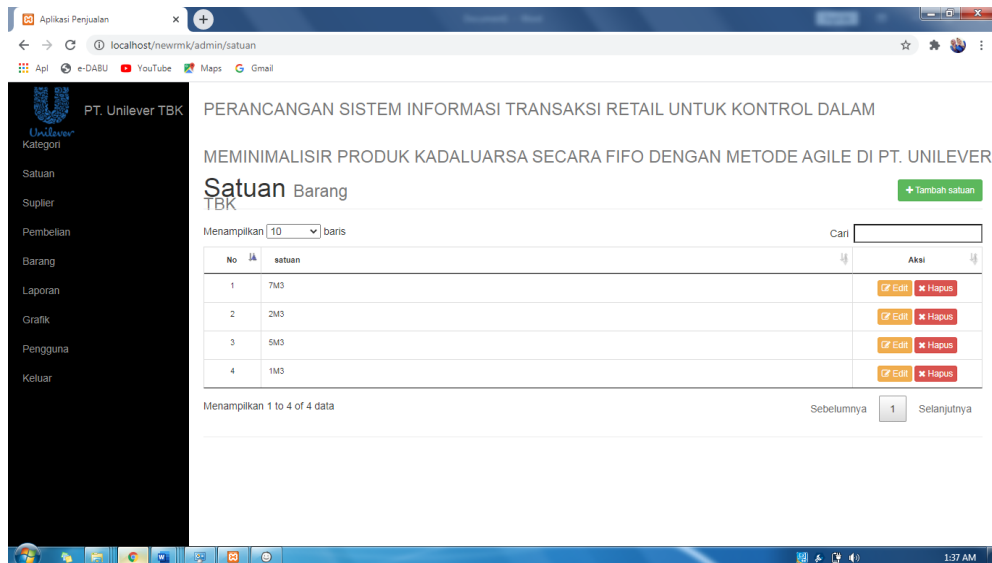 Aplikasi Penjualan
localhost/newrmk/admin/satuan
Apl e-DABU YouTube Maps Gmail
Unilever
PT. Unilever TBK
Kategori
Satuan
Suplier
Pembelian
Barang
Laporan
Grafik
Pengguna
Keluar
PERANCANGAN SISTEM INFORMASI TRANSAKSI RETAIL UNTUK KONTROL DALAM
MEMINIMALISIR PRODUK KADALUARSA SECARA FIFO DENGAN METODE AGILE DI PT. UNILEVER
TBK
Satuan Barang
+ Tambah satuan
Menampilkan 10 baris
Cari
No satuan Aksi
1 7M3 Edit Hapus
2 2M3 Edit Hapus
3 5M3 Edit Hapus
4 1M3 Edit Hapus
Menampilkan 1 to 4 of 4 data
Sebelumnya 1 Selanjutnya
1:37 AM